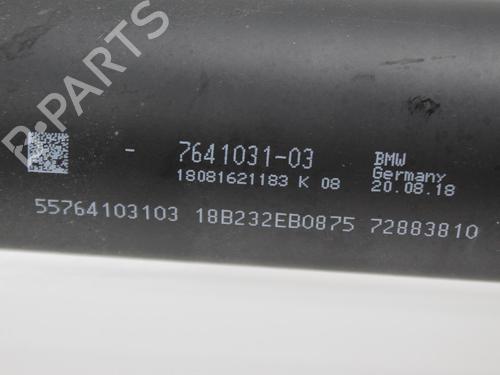 B-PARTS
- 7641031-03 BMW
18081621183 K 08 Germany
20.08.18
55764103103 18B232EB0875 72883810